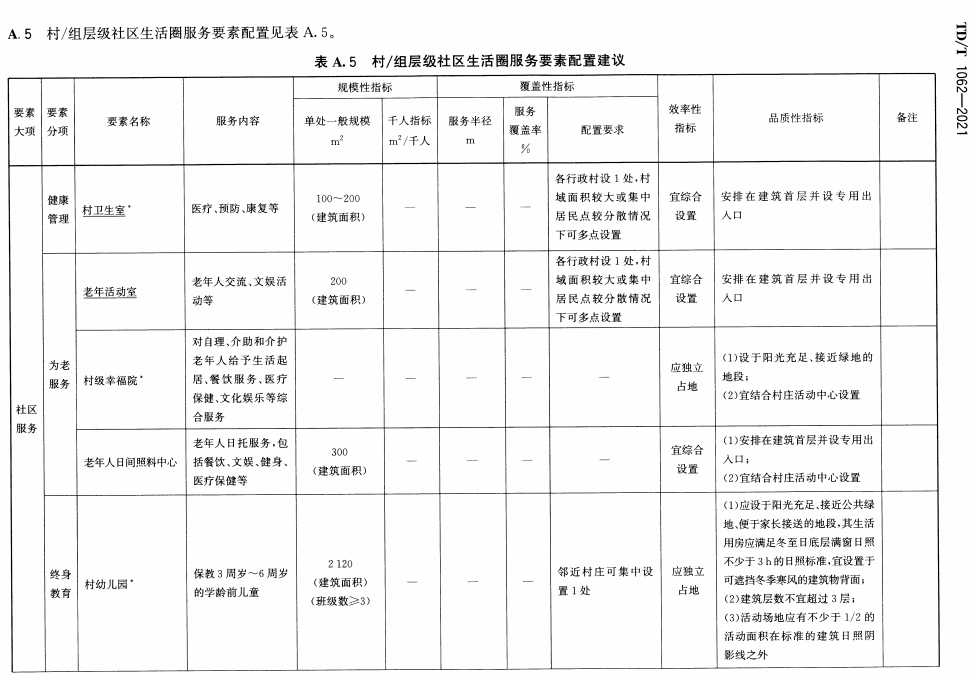 A.5 村/组层级社区生活圈服务要素配置见表 A.5。
TD/T 1062—2021
表 A.5 村/组层级社区生活圈服务要素配置建议
要素
大项
要素
分项
要素名称
服务内容
规模性指标
单处一般规模
m²
千人指标
m²/千人
覆盖性指标
服务半径
m
服务
覆盖率
%
配置要求
效率性
指标
品质性指标
备注
社区
服务
健康
管理
村卫生室*
医疗、预防、康复等
100～200
(建筑面积)
—
—
—
各行政村设 1 处,村
域面积较大或集中
居民点较分散情况
下可多点设置
宜综合
设置
安排在建筑首层并设专用出
入口
为老
服务
老年活动室
老年人交流、文娱活
动等
200
(建筑面积)
—
—
—
各行政村设 1 处,村
域面积较大或集中
居民点较分散情况
下可多点设置
宜综合
设置
安排在建筑首层并设专用出
入口
村级幸福院*
对自理、介助和介护
老年人给予生活起
居、餐饮服务、医疗
保健、文化娱乐等综
合服务
—
—
—
—
—
应独立
占地
(1)设于阳光充足、接近绿地的
地段;
(2)宜结合村庄活动中心设置
老年人日间照料中心
老年人日托服务,包
括餐饮、文娱、健身、
医疗保健等
300
(建筑面积)
—
—
—
—
宜综合
设置
(1)安排在建筑首层并设专用出
入口;
(2)宜结合村庄活动中心设置
终身
教育
村幼儿园*
保教 3 周岁～6 周岁
的学龄前儿童
2 120
(建筑面积)
(班级数≥3)
—
—
—
邻近村庄可集中设
置 1 处
应独立
占地
(1)应设于阳光充足、接近公共绿
地、便于家长接送的地段,其生活
用房应满足冬至日底层满窗日照
不少于 3 h 的日照标准,宜设置于
可遮挡冬季寒风的建筑物背面;
(2)建筑层数不宜超过 3 层;
(3)活动场地应有不少于 1/2 的
活动面积在标准的建筑日照阴
影线之外